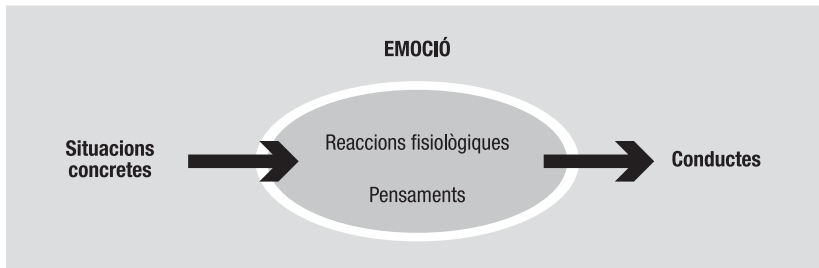 EMOCIÓ
Situacions
concretes
Reaccions fisiològiques
Pensaments
Conductes